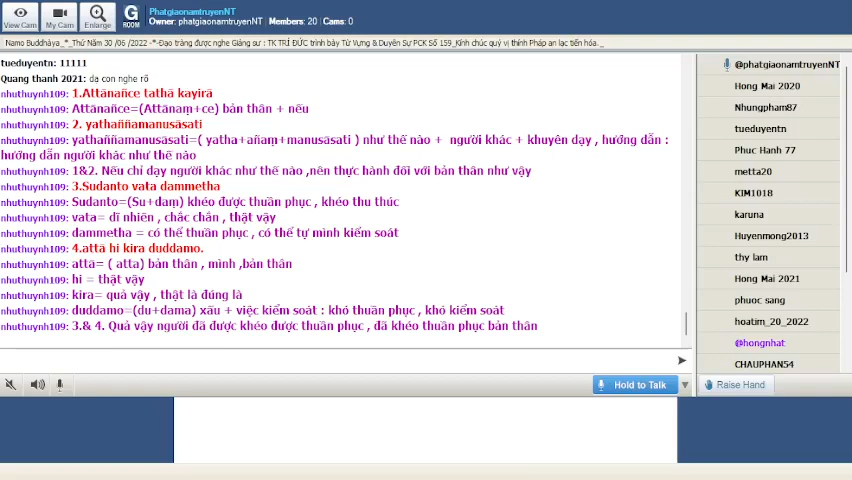 PhatgiaonamtruyenNT
Owner: phatgiaonamtruyenNT | Members: 20 | Cams: 0
View Cam
My Cam
Enlarge
G
ROOM
Namo Buddhàya_*_Thứ Năm 30 /06 /2022 -*-Đạo tràng được nghe Giảng sư : TK TRÍ ĐỨC trình bày Từ Vựng & Duyên Sự PCK Số 159_Kính chúc quý vị thính Pháp an lạc tiến hóa._
tueduyentn: 11111
Quang thanh 2021: dạ con nghe rõ
nhuthuynh109: 1.Attānañce tathā kayirā
nhuthuynh109: Attānañce=(Attānaṃ+ce) bản thân + nếu
nhuthuynh109: 2. yathaññamanusāsati
nhuthuynh109: yathaññamanusāsati=( yatha+añaṃ+manusāsati ) như thế nào + người khác + khuyên dạy , hướng dẫn :
hướng dẫn người khác như thế nào
nhuthuynh109: 1&2. Nếu chỉ dạy người khác như thế nào ,nên thực hành đối với bản thân như vậy
nhuthuynh109: 3.Sudanto vata dammetha
nhuthuynh109: Sudanto=(Su+daṃ) khéo được thuần phục , khéo thu thúc
nhuthuynh109: vata= dĩ nhiên , chắc chắn , thật vậy
nhuthuynh109: dammetha = có thể thuần phục , có thể tự mình kiểm soát
nhuthuynh109: 4.attā hi kira duddamo.
nhuthuynh109: attā= ( atta) bản thân , mình ,bản thân
nhuthuynh109: hi = thật vậy
nhuthuynh109: kira= quả vậy , thật là đúng là
nhuthuynh109: duddamo=(du+dama) xấu + việc kiểm soát : khó thuần phục , khó kiểm soát
nhuthuynh109: 3.& 4. Quả vậy người đã được khéo dược thuần phục , đã khéo thuần phục bản thân
Hold to Talk
@phatgiaonamtruyenNT
Hong Mai 2020
Nhungpham87
tueduyentn
Phuc Hanh 77
metta20
KIM1018
karuna
Huyenmong2013
thy lam
Hong Mai 2021
phuoc sang
hoatim_20_2022
@hongnhat
CHAUPHAN54
Raise Hand